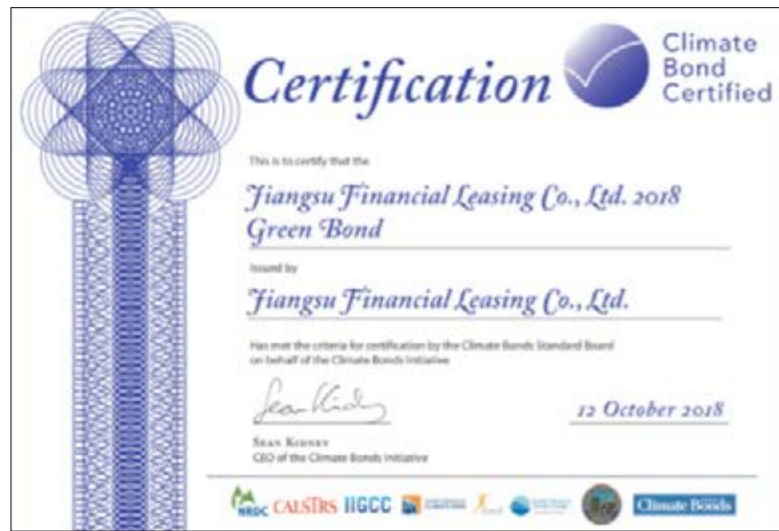 Certification
Climate
Bond
Certified
This is to certify that the
Jiangsu Financial Leasing Co., Ltd. 2018
Green Bond
Issued by
Jiangsu Financial Leasing Co., Ltd.
Has met the criteria for certification by the Climate Bonds Standard Board
on behalf of the Climate Bonds Initiative
Sean Kidney
12 October 2018
SEAN KIDNEY
CEO of the Climate Bonds Initiative
NRDC CALSTRS IIGCC Climate Bonds